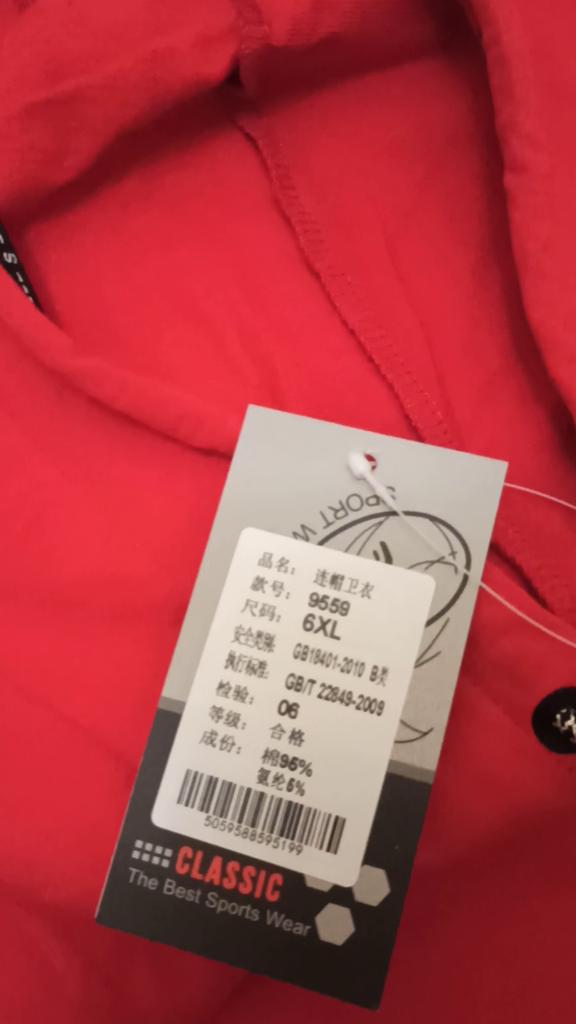 SPORT W
品名: 连帽卫衣
款号: 9559
尺码: 6XL
安全类别: GB18401-2010 B类
执行标准: GB/T 22849-2009
检验: 06
等级: 合格
成份: 棉95%
氨纶5%
5059588595199
CLASSIC
The Best Sports Wear